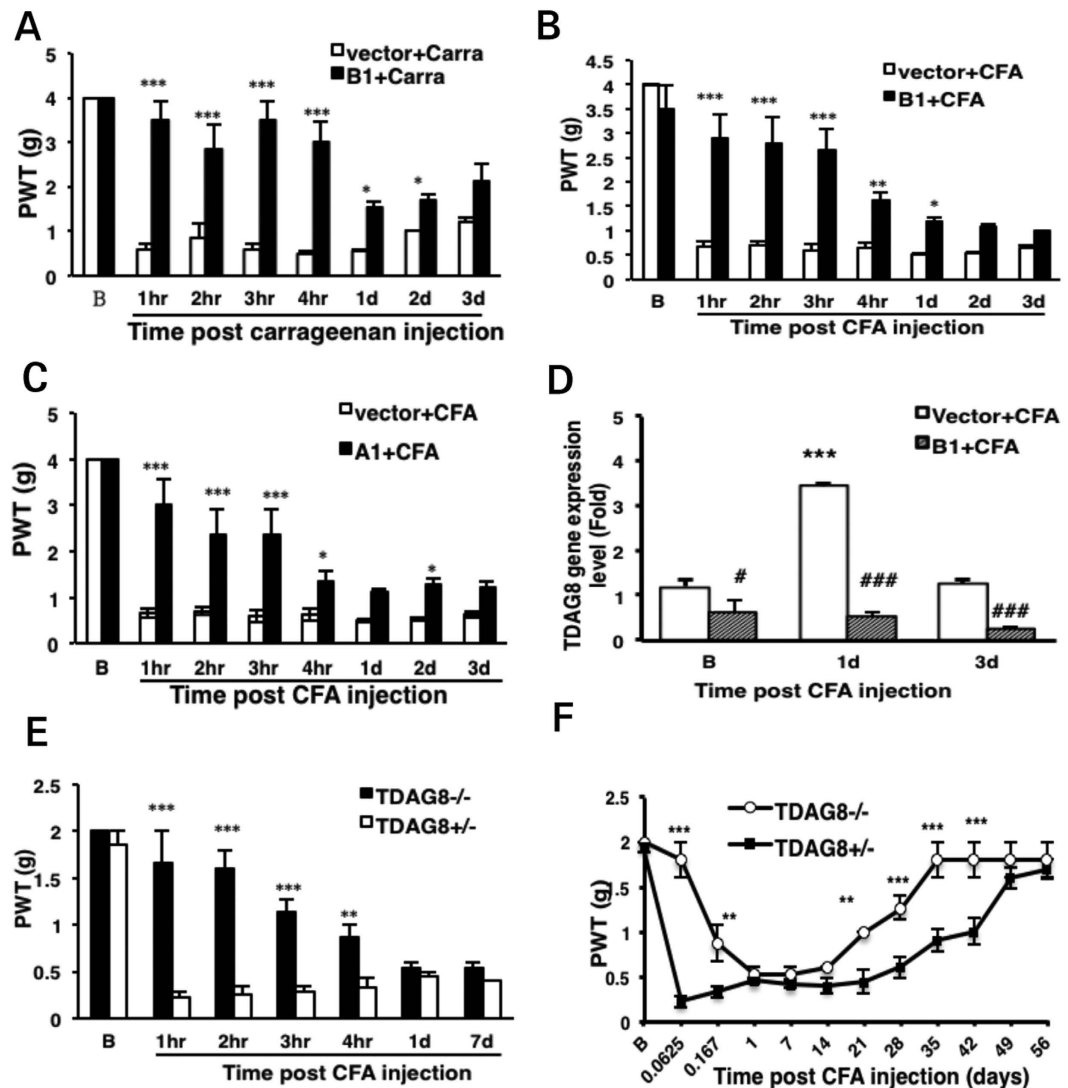 A
vector+Carra
B1+Carra
5
4
3
2
1
0
PWT (g)
*** *** *** *** * *
B 1hr 2hr 3hr 4hr 1d 2d 3d
Time post carrageenan injection
B
vector+CFA
B1+CFA
4.5
4
3.5
3
2.5
2
1.5
1
0.5
0
PWT (g)
*** *** *** ** *
B 1hr 2hr 3hr 4hr 1d 2d 3d
Time post CFA injection
C
vector+CFA
A1+CFA
5
4
3
2
1
0
PWT (g)
*** *** *** * *
B 1hr 2hr 3hr 4hr 1d 2d 3d
Time post CFA injection
D
Vector+CFA
B1+CFA
5
4
3
2
1
0
TDAG8 gene expression
level (Fold)
# *** ### ###
B 1d 3d
Time post CFA injection
E
TDAG8-/-
TDAG8+/-
2.5
2
1.5
1
0.5
0
PWT (g)
*** *** *** **
B 1hr 2hr 3hr 4hr 1d 7d
Time post CFA injection
F
TDAG8-/-
TDAG8+/-
2.5
2
1.5
1
0.5
0
PWT (g)
*** ** ** *** *** ***
B 0.0625 0.167 1 7 14 21 28 35 42 49 56
Time post CFA injection (days)